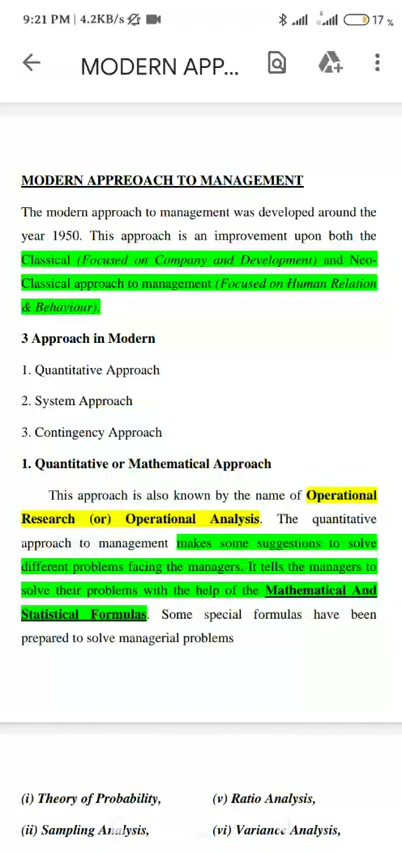 9:21 PM | 4.2KB/s
17 %
MODERN APP...
MODERN APPREOACH TO MANAGEMENT
The modern approach to management was developed around the
year 1950. This approach is an improvement upon both the
Classical (Focused on Company and Development) and Neo-
Classical approach to management (Focused on Human Relation
& Behaviour).
3 Approach in Modern
1. Quantitative Approach
2. System Approach
3. Contingency Approach
1. Quantitative or Mathematical Approach
This approach is also known by the name of Operational
Research (or) Operational Analysis. The quantitative
approach to management makes some suggestions to solve
different problems facing the managers. It tells the managers to
solve their problems with the help of the Mathematical And
Statistical Formulas. Some special formulas have been
prepared to solve managerial problems
(i) Theory of Probability, (v) Ratio Analysis,
(ii) Sampling Analysis, (vi) Variance Analysis,